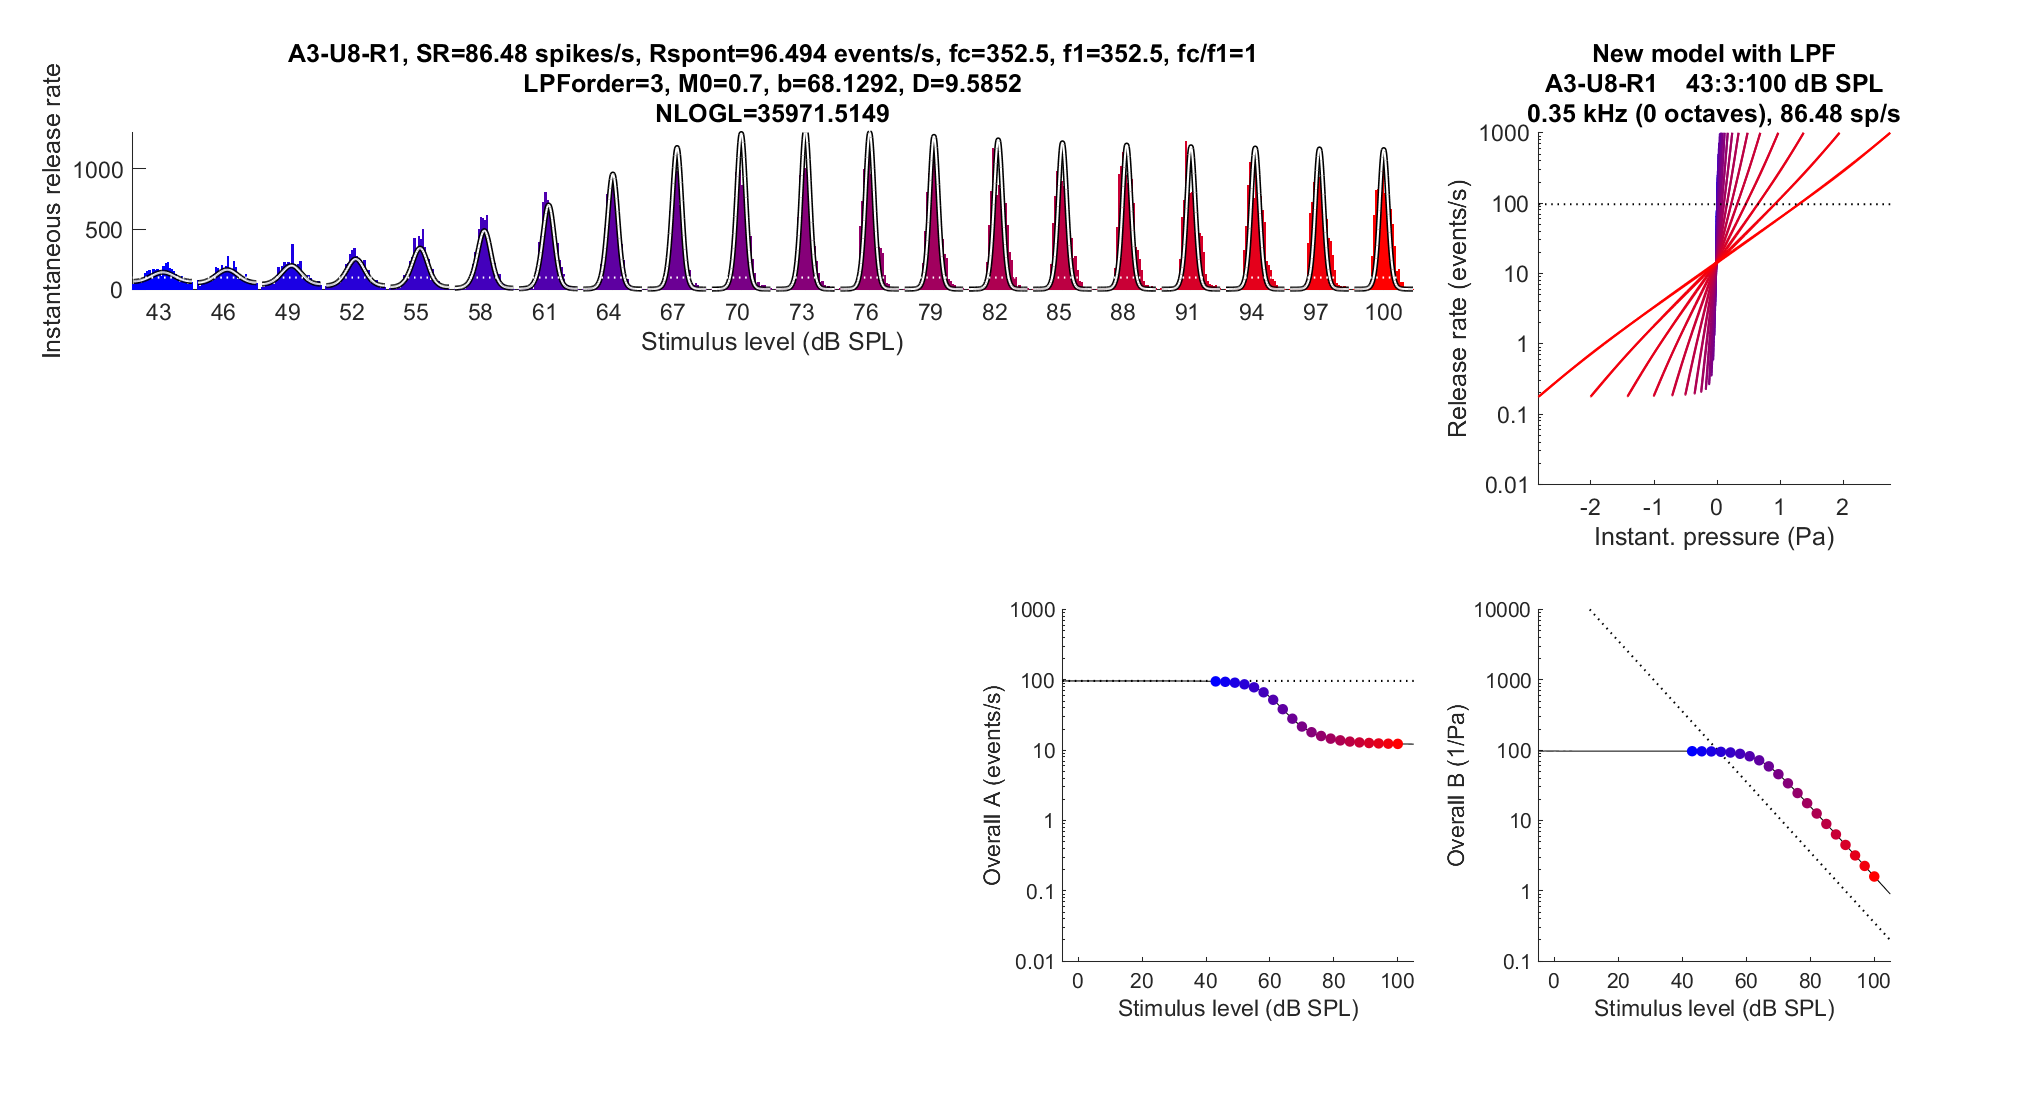 A3-U8-R1, SR=86.48 spikes/s, Rspont=96.494 events/s, fc=352.5, f1=352.5, fc/f1=1
LPForder=3, M0=0.7, b=68.1292, D=9.5852
NLOGL=35971.5149
Instantaneous release rate
1000
500
0
43 46 49 52 55 58 61 64 67 70 73 76 79 82 85 88 91 94 97 100
Stimulus level (dB SPL)
New model with LPF
A3-U8-R1 43:3:100 dB SPL
0.35 kHz (0 octaves), 86.48 sp/s
Release rate (events/s)
1000
100
10
1
0.1
0.01
-2 -1 0 1 2
Instant. pressure (Pa)
Overall A (events/s)
1000
100
10
1
0.1
0.01
0 20 40 60 80 100
Stimulus level (dB SPL)
Overall B (1/Pa)
10000
1000
100
10
1
0.1
0 20 40 60 80 100
Stimulus level (dB SPL)